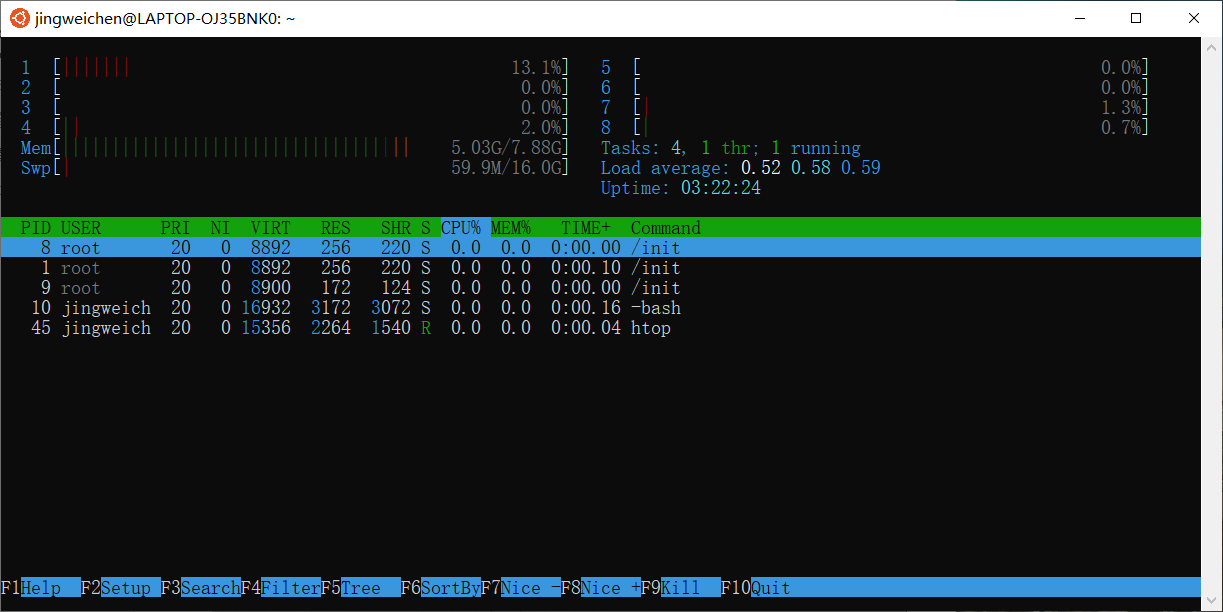 jingweichen@LAPTOP-OJ35BNK0: ~
1 [||||||| 13.1%] 5 [ 0.0%]
2 [ 0.0%] 6 [ 0.0%]
3 [ 0.0%] 7 [| 1.3%]
4 [|| 2.0%] 8 [| 0.7%]
Mem[||||||||||||||||||||||||||||||||||| 5.03G/7.88G] Tasks: 4, 1 thr; 1 running
Swp[| 59.9M/16.0G] Load average: 0.52 0.58 0.59
Uptime: 03:22:24
PID USER PRI NI VIRT RES SHR S CPU% MEM% TIME+ Command
8 root 20 0 8892 256 220 S 0.0 0.0 0:00.00 /init
1 root 20 0 8892 256 220 S 0.0 0.0 0:00.10 /init
9 root 20 0 8900 172 124 S 0.0 0.0 0:00.00 /init
10 jingweich 20 0 16932 3172 3072 S 0.0 0.0 0:00.16 -bash
45 jingweich 20 0 15356 2264 1540 R 0.0 0.0 0:00.04 htop
F1Help F2Setup F3SearchF4FilterF5Tree F6SortByF7Nice -F8Nice +F9Kill F10Quit